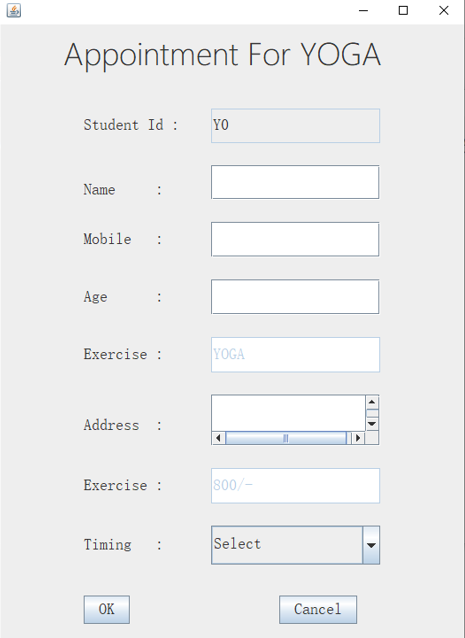 Appointment For YOGA
Student Id : Y0
Name :
Mobile :
Age :
Exercise : YOGA
Address :
Exercise : 800/-
Timing : Select
OK Cancel